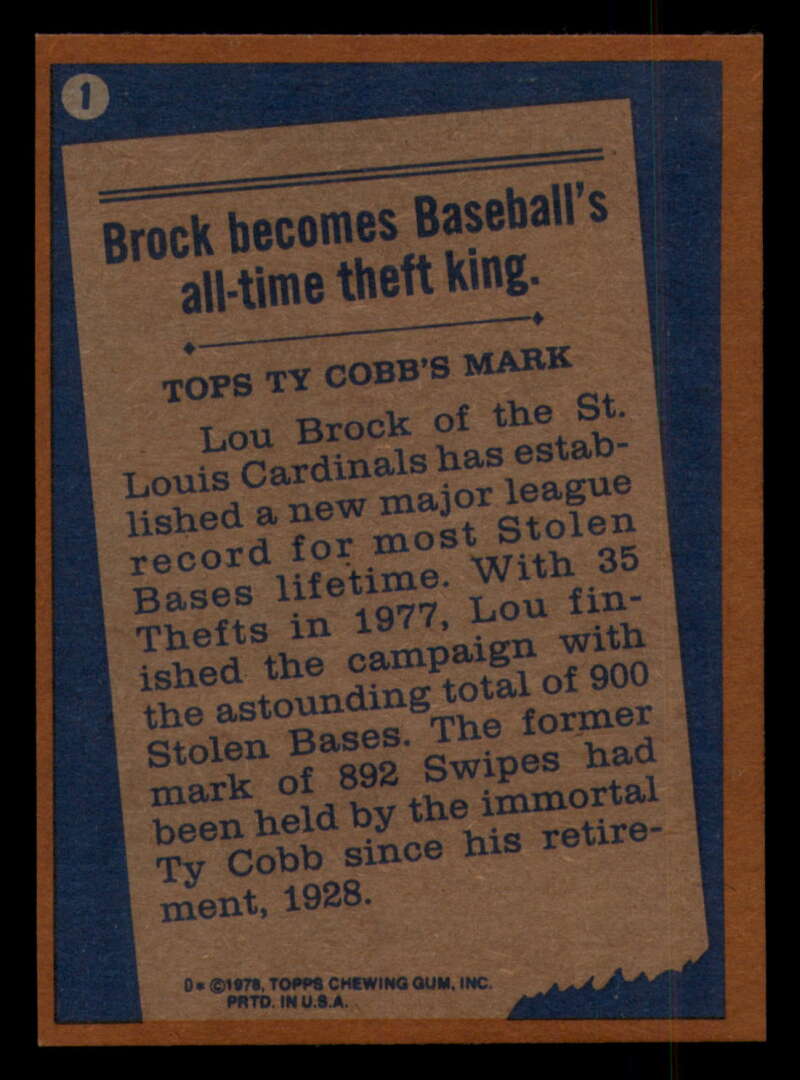 1
Brock becomes Baseball's
all-time theft king.
TOPS TY COBB'S MARK
Lou Brock of the St.
Louis Cardinals has estab-
lished a new major league
record for most Stolen
Bases lifetime. With 35
Thefts in 1977, Lou fin-
ished the campaign with
the astounding total of 900
Stolen Bases. The former
mark of 892 Swipes had
been held by the immortal
Ty Cobb since his retire-
ment, 1928.
D* ©1978, TOPPS CHEWING GUM, INC.
PRTD. IN U.S.A.